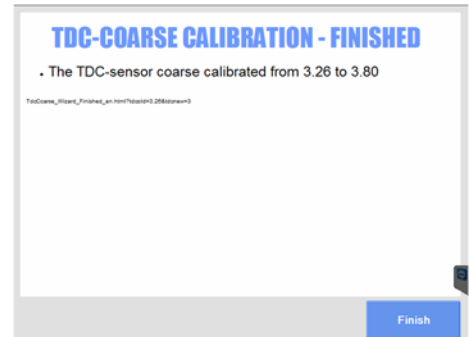 TDC-COARSE CALIBRATION - FINISHED
. The TDC-sensor coarse calibrated from 3.26 to 3.80
TdcCoarse_Wizard_Finished_en.html?tdcold=3.26&tdcnew=3
Finish